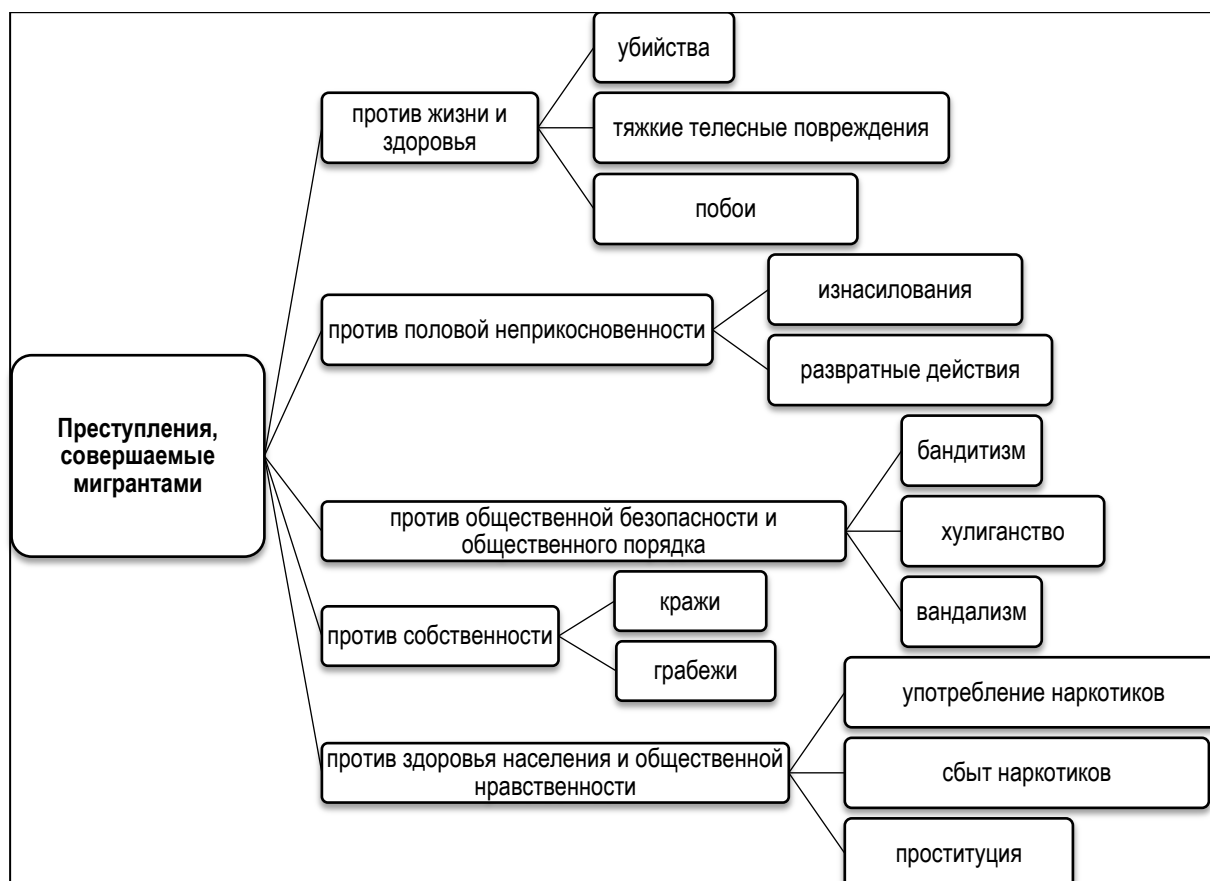 Преступления,
совершаемые
мигрантами
против жизни и
здоровья
убийства
тяжкие телесные повреждения
побои
против половой неприкосновенности
изнасилования
развратные действия
против общественной безопасности и
общественного порядка
бандитизм
хулиганство
вандализм
против собственности
кражи
грабежи
против здоровья населения и общественной
нравственности
употребление наркотиков
сбыт наркотиков
проституция